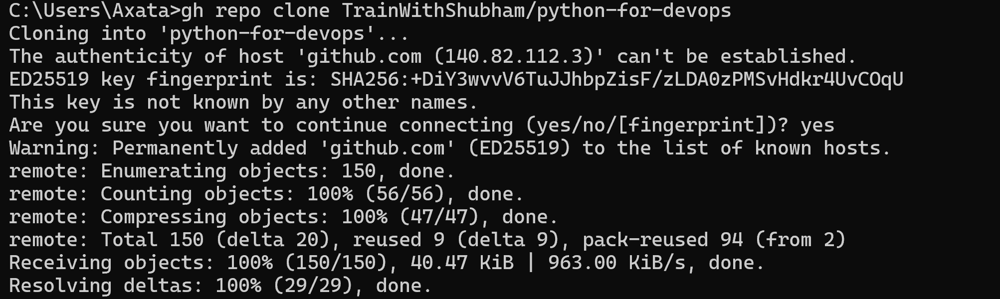 C:\Users\Axata>gh repo clone TrainWithShubham/python-for-devops
Cloning into 'python-for-devops'...
The authenticity of host 'github.com (140.82.112.3)' can't be established.
ED25519 key fingerprint is: SHA256:+DiY3wvvV6TuJJhbpZisF/zLDA0zPMSvHdkr4UvCOqU
This key is not known by any other names.
Are you sure you want to continue connecting (yes/no/[fingerprint])? yes
Warning: Permanently added 'github.com' (ED25519) to the list of known hosts.
remote: Enumerating objects: 150, done.
remote: Counting objects: 100% (56/56), done.
remote: Compressing objects: 100% (47/47), done.
remote: Total 150 (delta 20), reused 9 (delta 9), pack-reused 94 (from 2)
Receiving objects: 100% (150/150), 40.47 KiB | 963.00 KiB/s, done.
Resolving deltas: 100% (29/29), done.